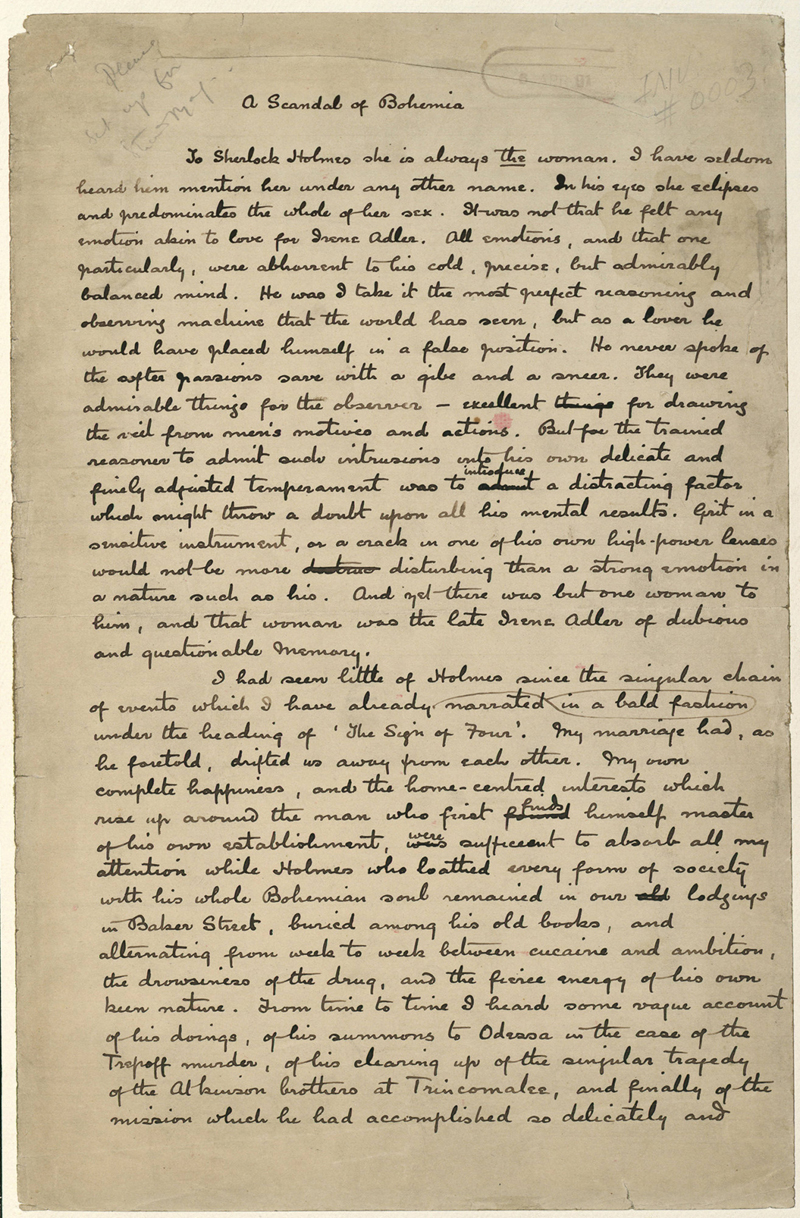 Please
set up for
INV
# 0003
A Scandal of Bohemia
To Sherlock Holmes she is always the woman. I have seldom
heard him mention her under any other name. In his eyes she eclipses
and predominates the whole of her sex. It was not that he felt any
emotion akin to love for Irene Adler. All emotions, and that one
particularly, were abhorrent to his cold, precise, but admirably
balanced mind. He was I take it the most perfect reasoning and
observing machine that the world has seen, but as a lover he
would have placed himself in a false position. He never spoke of
the softer passions save with a gibe and a sneer. They were
admirable things for the observer – excellent things for drawing
the veil from men's motives and actions. But for the trained
reasoner to admit such intrusions into his own delicate and
introduce
finely adjusted temperament was to admit a distracting factor
which might throw a doubt upon all his mental results. Grit in a
sensitive instrument, or a crack in one of his own high-power lenses
would not be more disturbing than a strong emotion in
a nature such as his. And yet there was but one woman to
him, and that woman was the late Irene Adler of dubious
and questionable Memory.
I had seen little of Holmes since the singular chain
of events which I have already narrated in a bald fashion
under the heading of 'The Sign of Four'. My marriage had, as
he foretold, drifted us away from each other. My own
complete happiness, and the home-centred interests which
finds
rise up around the man who first found himself master
were
of his own establishment, was sufficient to absorb all my
attention while Holmes who loathed every form of society
with his whole Bohemian soul remained in our old lodgings
in Baker Street, buried among his old books, and
alternating from week to week between cucaine and ambition,
the drowsiness of the drug, and the fierce energy of his own
keen nature. From time to time I heard some vague account
of his doings, of his summons to Odessa in the case of the
Trepoff murder, of his clearing up of the singular tragedy
of the Atkinson brothers at Trincomalee, and finally of the
mission which he had accomplished so delicately and